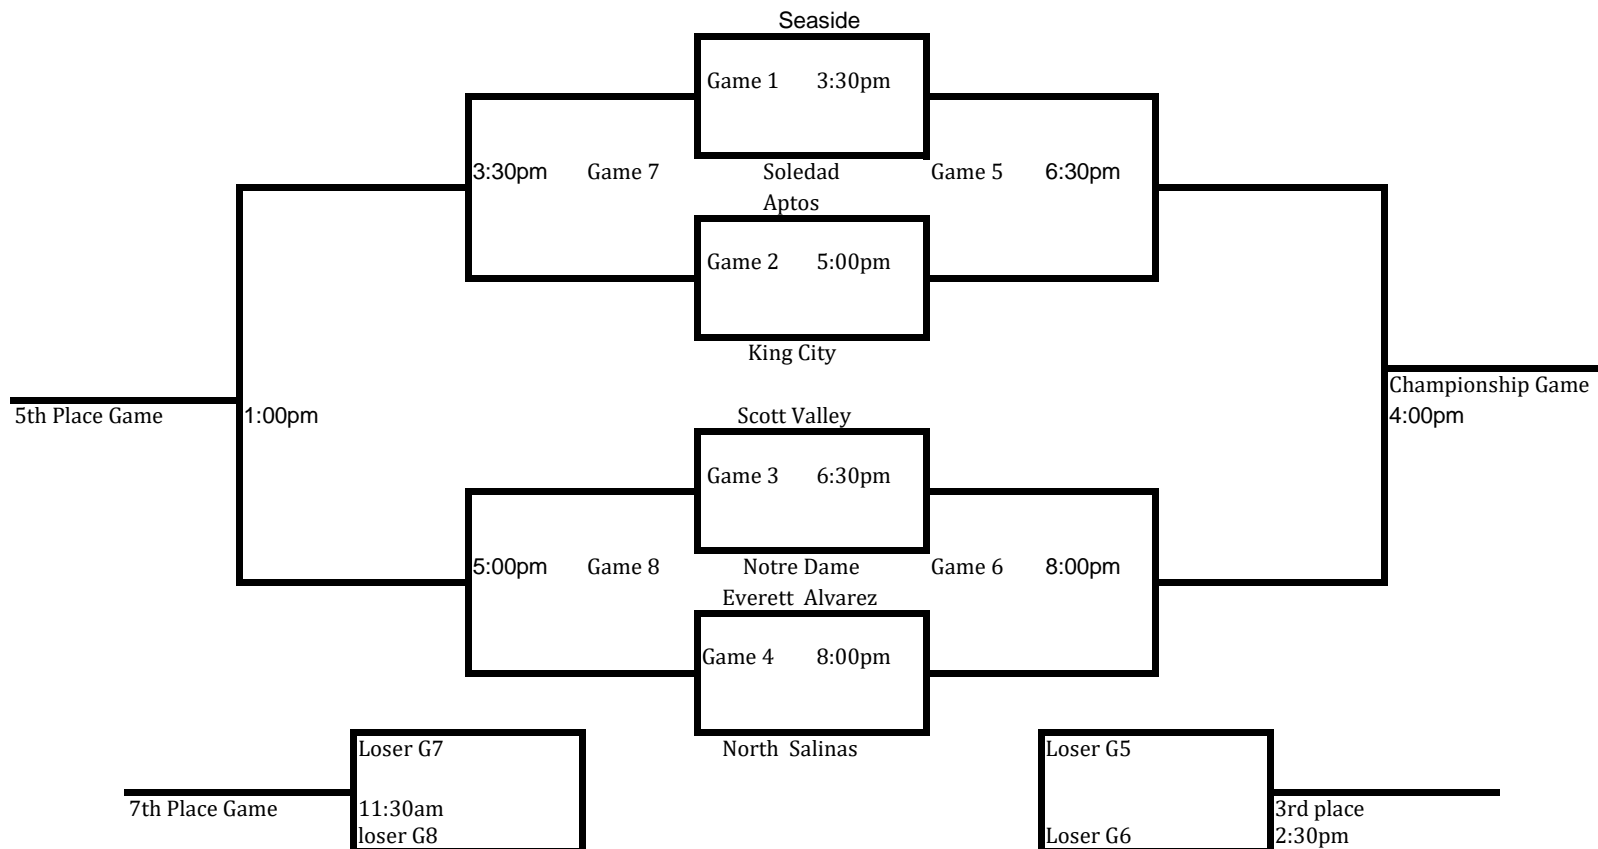 Seaside
Game 1 3:30pm
3:30pm Game 7 Soledad Game 5 6:30pm
Aptos
Game 2 5:00pm
King City
Championship Game
5th Place Game 1:00pm Scott Valley 4:00pm
Game 3 6:30pm
5:00pm Game 8 Notre Dame Game 6 8:00pm
Everett Alvarez
Game 4 8:00pm
Loser G7 North Salinas Loser G5
7th Place Game 11:30am 3rd place
loser G8 Loser G6 2:30pm